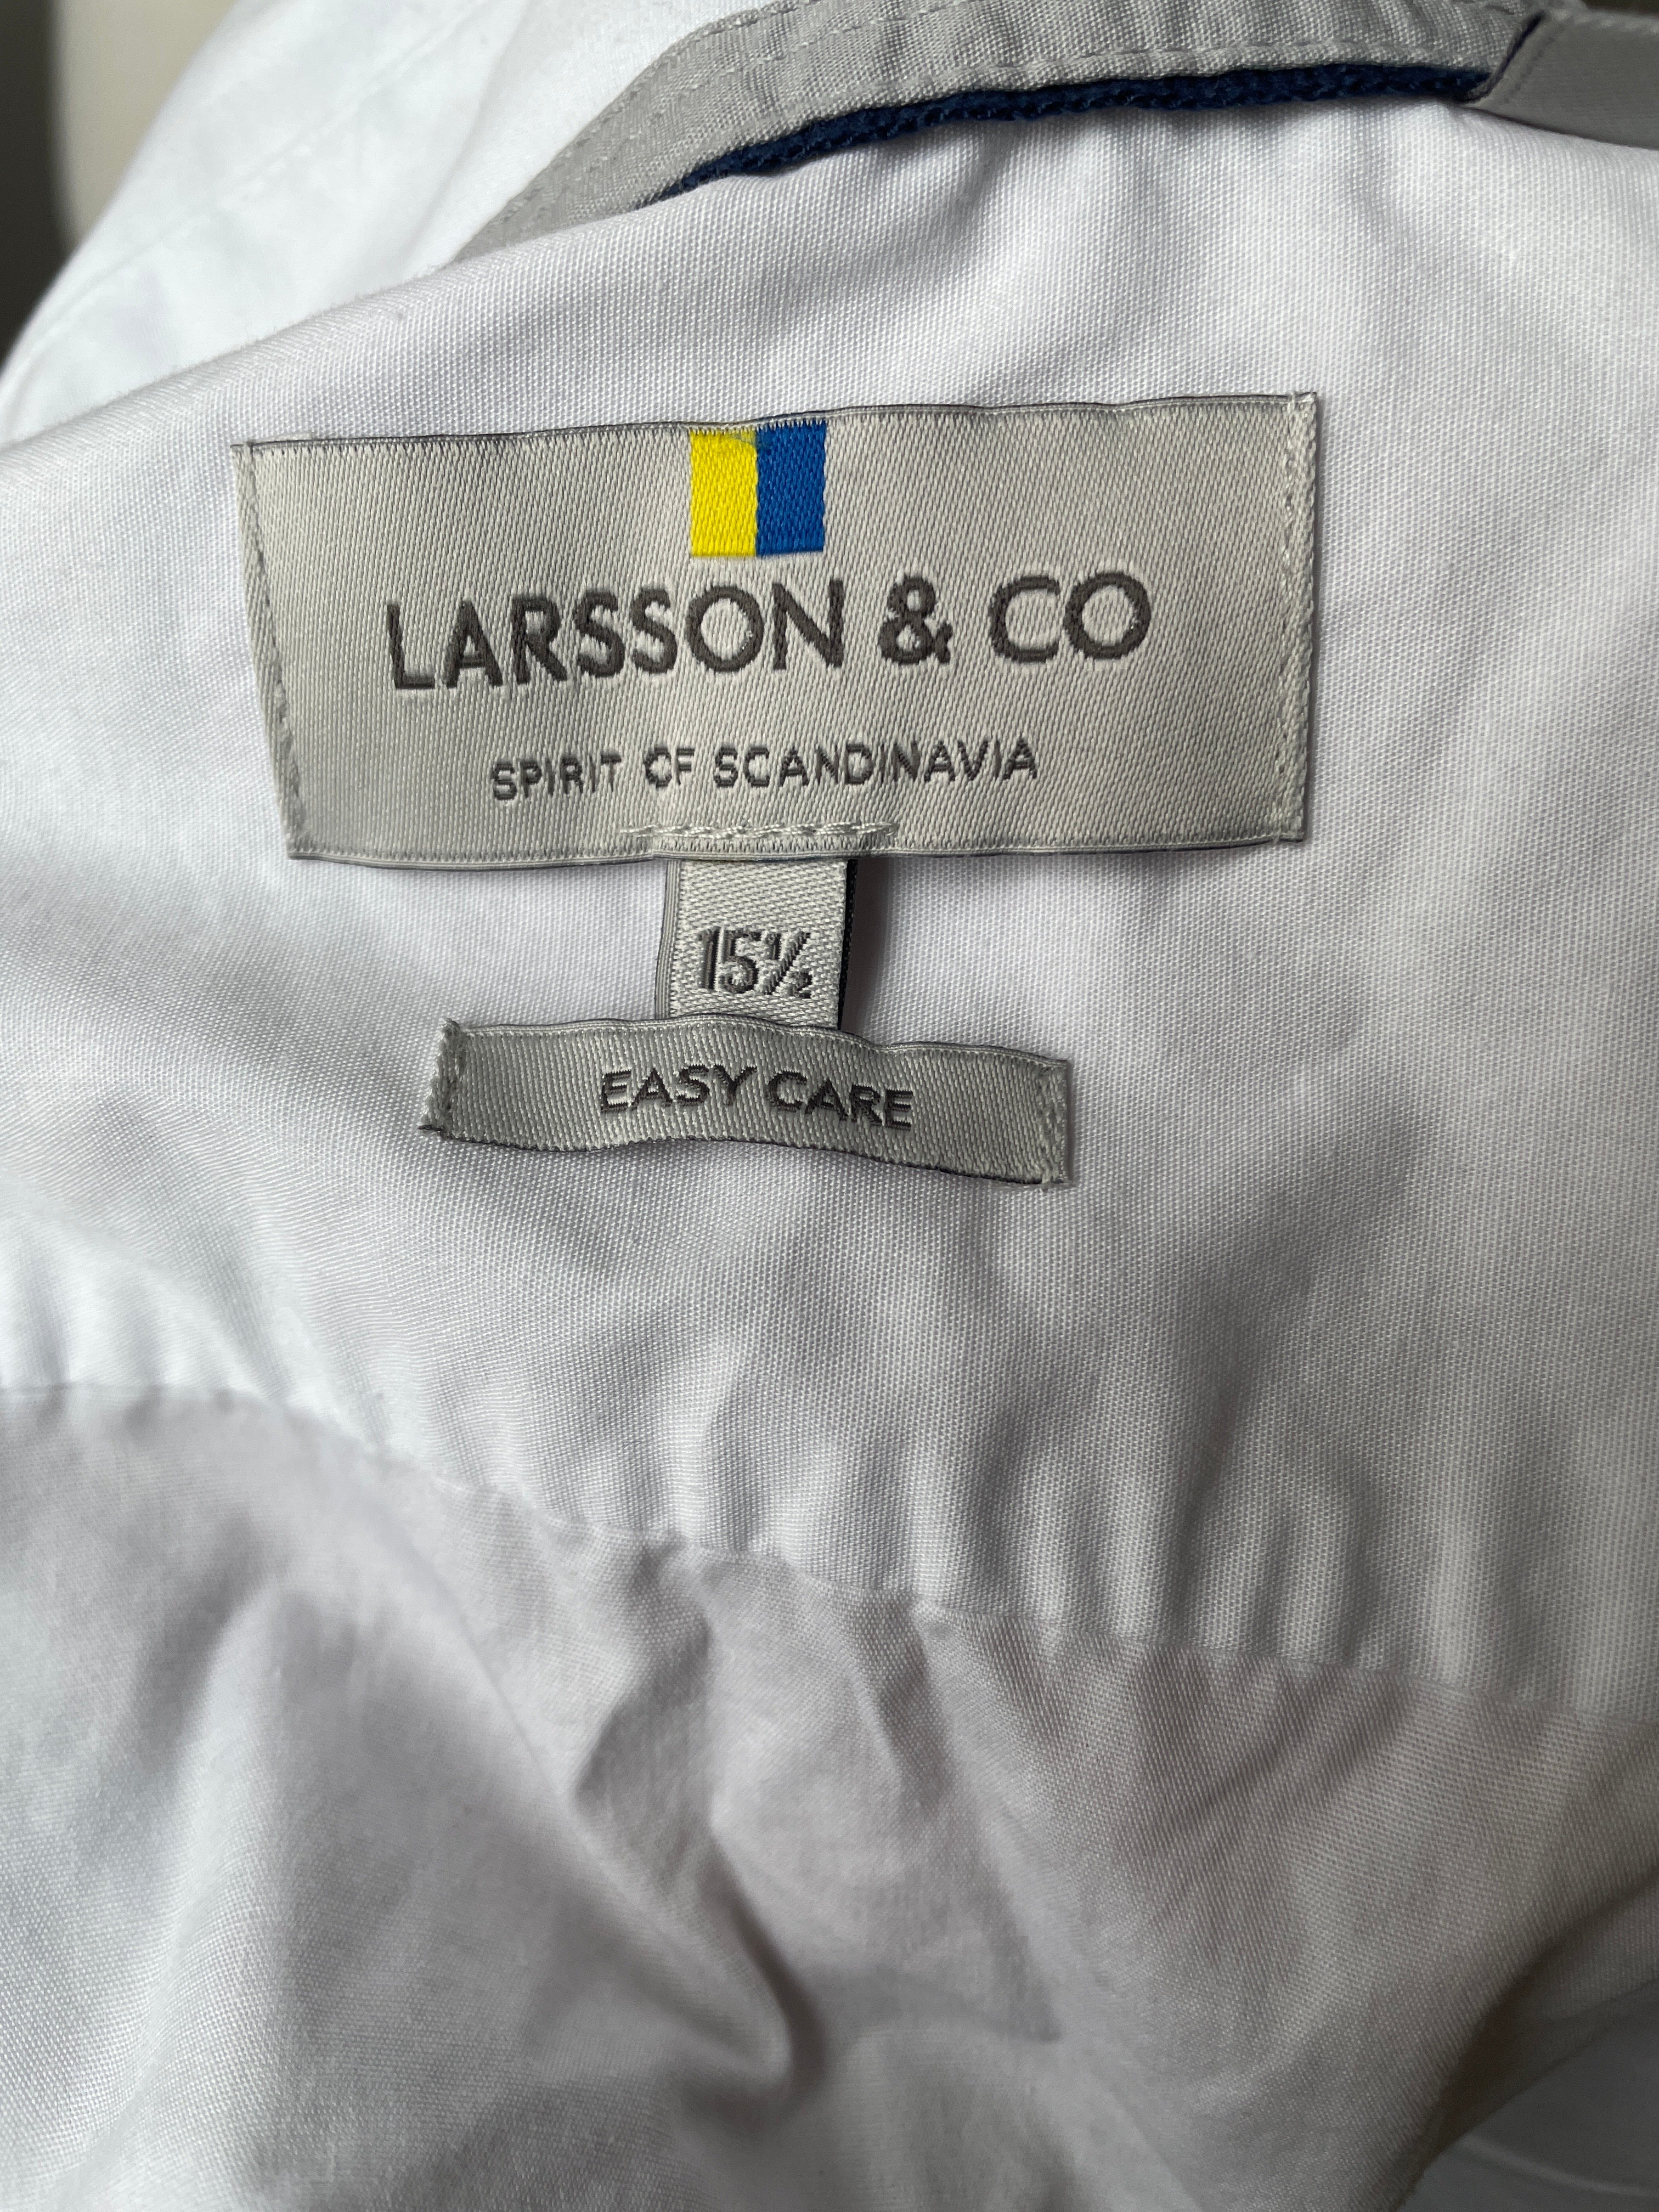 LARSSON & CO
SPIRIT OF SCANDINAVIA
15½
EASY CARE